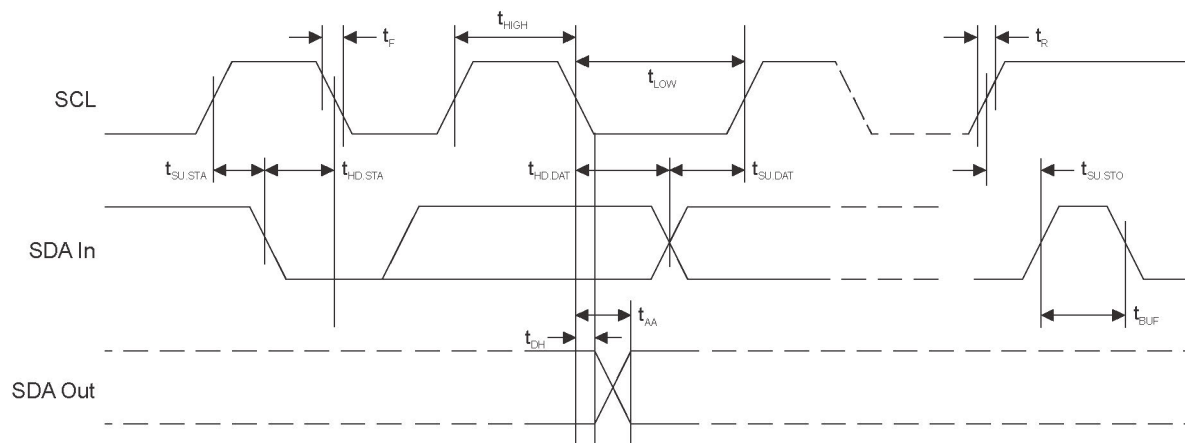 tHIGH
tF
tR
tLOW
SCL
tSU.STA
tHD.STA
tHD.DAT
tSU.DAT
tSU.STO
SDA In
tAA
tBUF
tDH
SDA Out